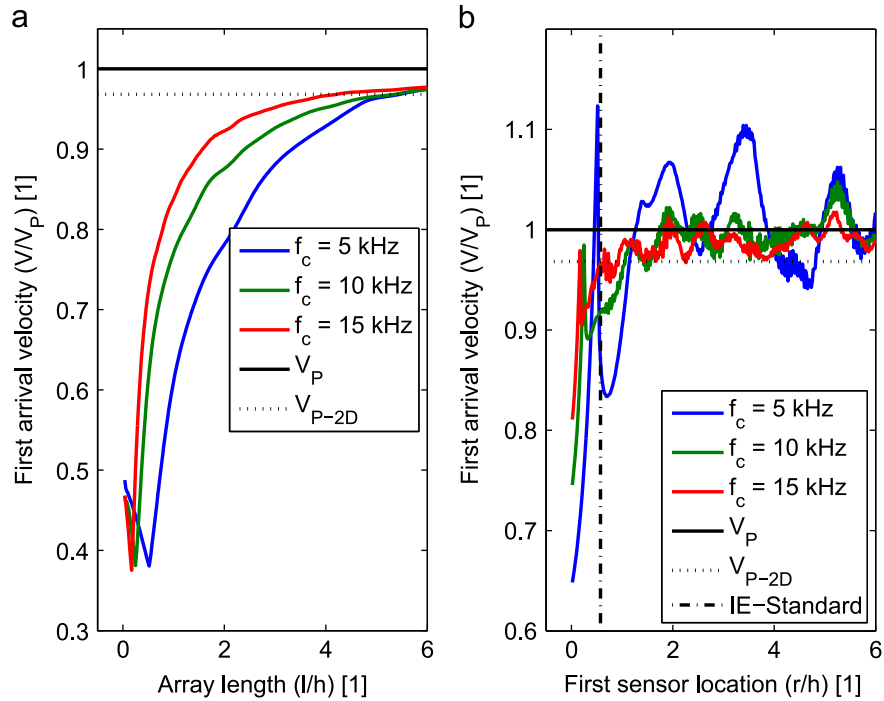 a
First arrival velocity (V/V_P) [1]
1
0.9
0.8
0.7
0.6
0.5
0.4
0.3
f_c = 5 kHz
f_c = 10 kHz
f_c = 15 kHz
V_P
V_P−2D
0 2 4 6
Array length (l/h) [1]
b
First arrival velocity (V/V_P) [1]
1.1
1
0.9
0.8
0.7
0.6
f_c = 5 kHz
f_c = 10 kHz
f_c = 15 kHz
V_P
V_P−2D
IE−Standard
0 2 4 6
First sensor location (r/h) [1]